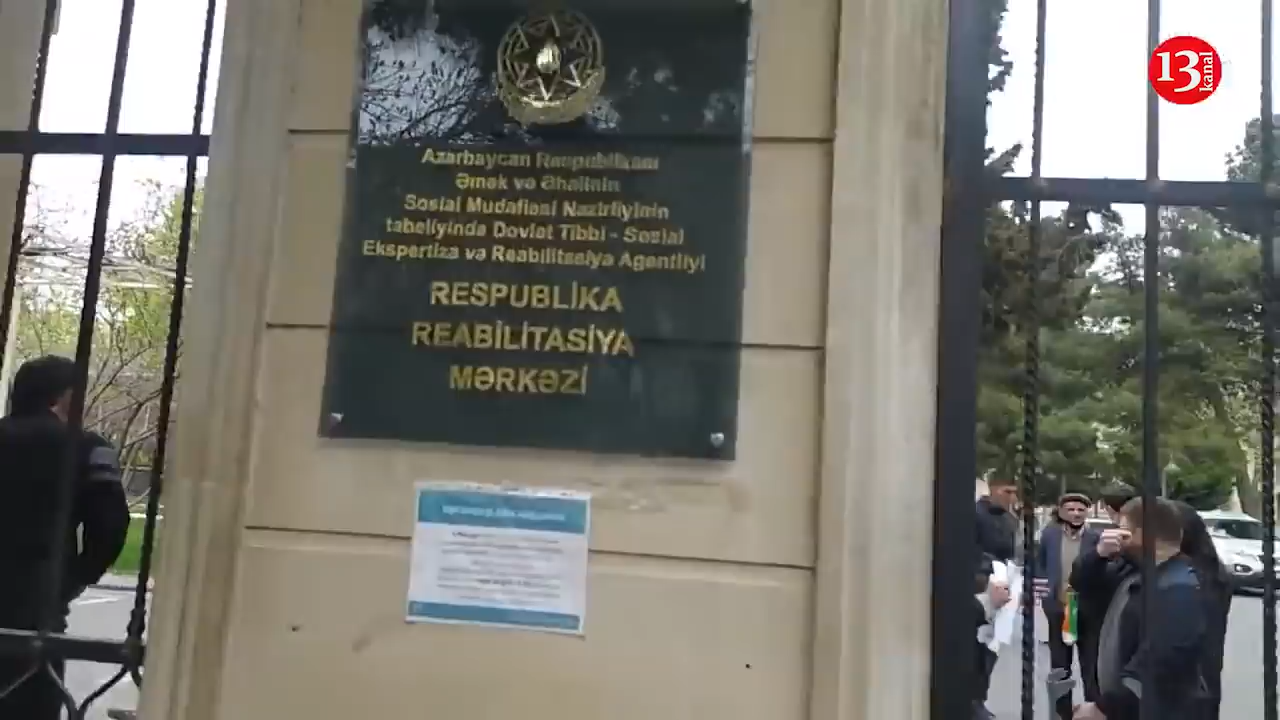 13
kanal
Azərbaycan Respublikası
Əmək və Əhalinin
Sosial Müdafiəsi Nazirliyinin
tabeliyində Dövlət Tibbi - Sosial
Ekspertiza və Reabilitasiya Agentliyi
RESPUBLİKA
REABİLİTASİYA
MƏRKƏZİ